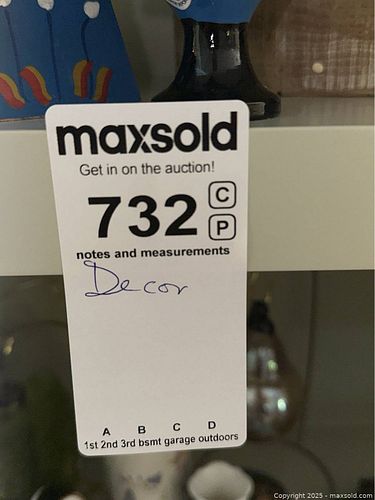 maxsold
Get in on the auction!
732 C
P
notes and measurements
Decor
A B C D
1st 2nd 3rd bsmt garage outdoors
Copyright 2025 - maxsold.com